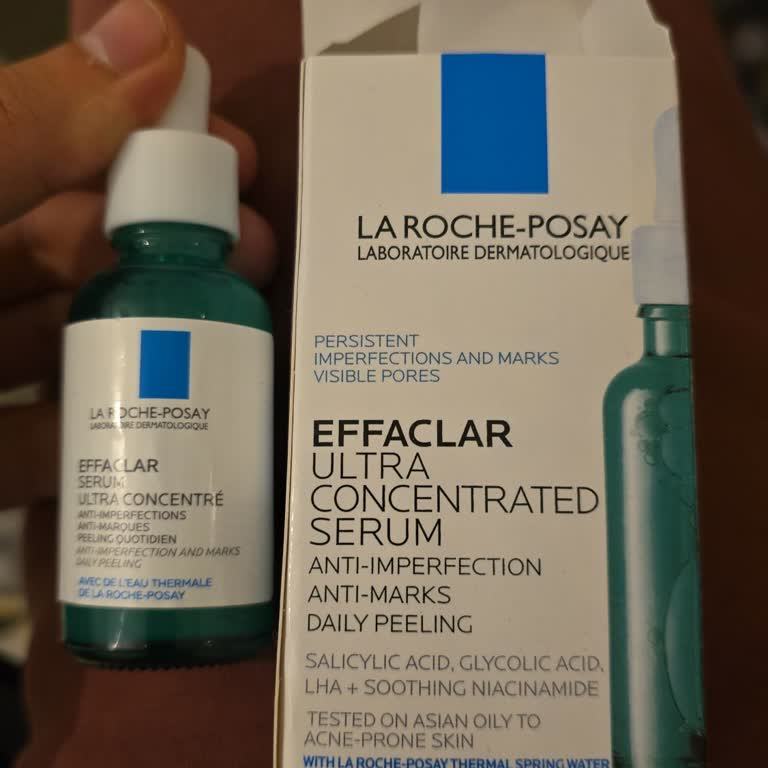 LA ROCHE-POSAY
LABORATOIRE DERMATOLOGIQUE
EFFACLAR
SERUM
ULTRA CONCENTRÉ
ANTI-IMPERFECTIONS
ANTI-MARQUES
PEELING QUOTIDIEN
ANTI-IMPERFECTION AND MARKS
DAILY PEELING
AVEC DE L'EAU THERMALE
DE LA ROCHE-POSAY
LA ROCHE-POSAY
LABORATOIRE DERMATOLOGIQUE
PERSISTENT
IMPERFECTIONS AND MARKS
VISIBLE PORES
EFFACLAR
ULTRA
CONCENTRATED
SERUM
ANTI-IMPERFECTION
ANTI-MARKS
DAILY PEELING
SALICYLIC ACID, GLYCOLIC ACID,
LHA + SOOTHING NIACINAMIDE
TESTED ON ASIAN OILY TO
ACNE-PRONE SKIN
WITH LA ROCHE-POSAY THERMAL SPRING WATER